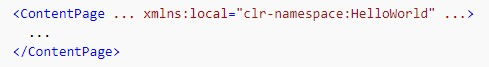 <ContentPage ... xmlns:local="clr-namespace:HelloWorld" ...>
...
</ContentPage>